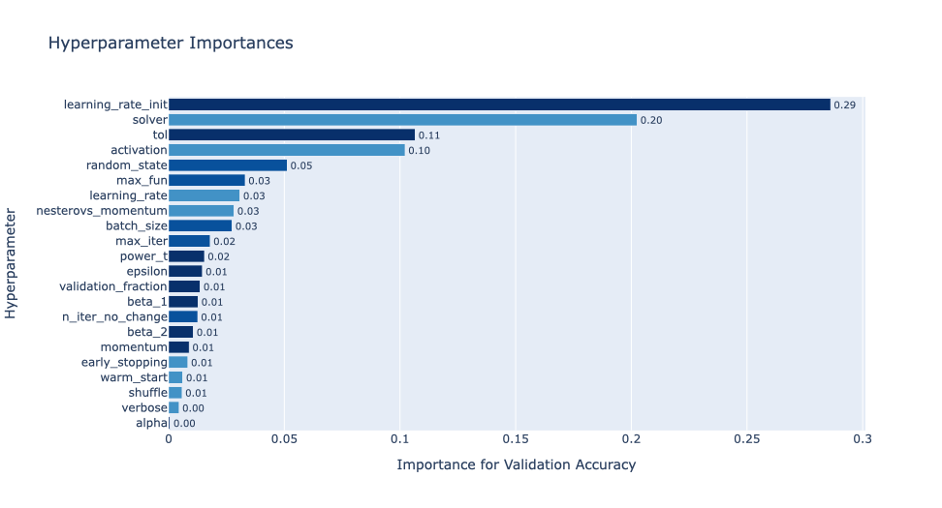 Hyperparameter Importances
Hyperparameter
learning_rate_init 0.29
solver 0.20
tol 0.11
activation 0.10
random_state 0.05
max_fun 0.03
learning_rate 0.03
nesterovs_momentum 0.03
batch_size 0.03
max_iter 0.02
power_t 0.02
epsilon 0.01
validation_fraction 0.01
beta_1 0.01
n_iter_no_change 0.01
beta_2 0.01
momentum 0.01
early_stopping 0.01
warm_start 0.01
shuffle 0.01
verbose 0.00
alpha 0.00
0 0.05 0.1 0.15 0.2 0.25 0.3
Importance for Validation Accuracy